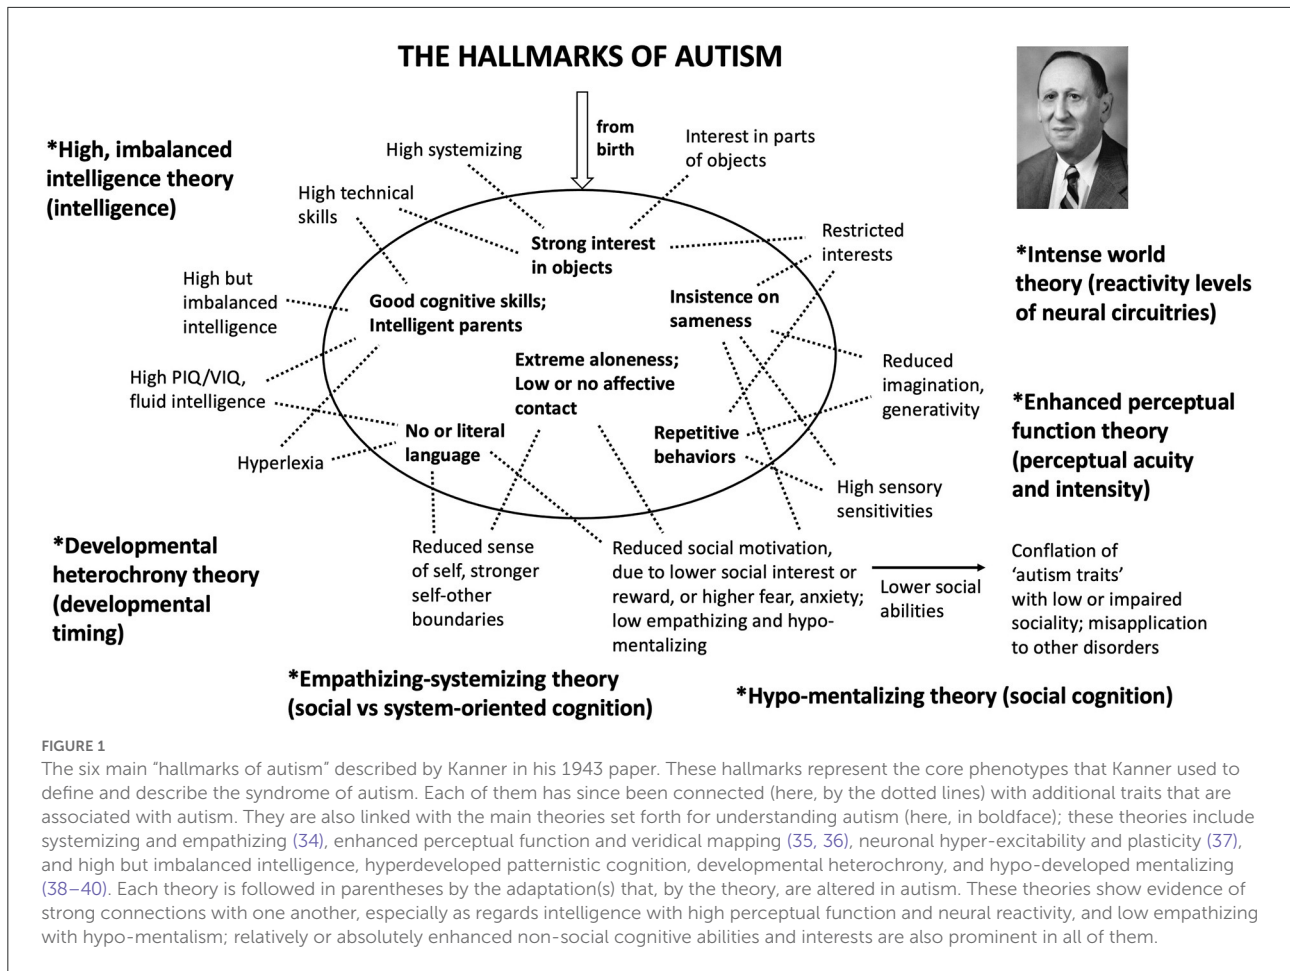 THE HALLMARKS OF AUTISM
from
birth
*High, imbalanced
intelligence theory
(intelligence)
High systemizing
Interest in parts
of objects
High technical
skills
Strong interest
in objects
Restricted
interests
*Intense world
theory (reactivity levels
of neural circuitries)
High but
imbalanced
intelligence
Good cognitive skills;
Intelligent parents
Insistence on
sameness
Extreme aloneness;
Low or no affective
contact
High PIQ/VIQ,
fluid intelligence
Reduced
imagination,
generativity
*Enhanced perceptual
function theory
(perceptual acuity
and intensity)
No or literal
language
Repetitive
behaviors
Hyperlexia
High sensory
sensitivities
*Developmental
heterochrony theory
(developmental
timing)
Reduced sense
of self, stronger
self-other
boundaries
Reduced social motivation,
due to lower social interest or
reward, or higher fear, anxiety;
low empathizing and hypo-
mentalizing
Lower social
abilities
Conflation of
‘autism traits’
with low or impaired
sociality; misapplication
to other disorders
*Empathizing-systemizing theory
(social vs system-oriented cognition)
*Hypo-mentalizing theory (social cognition)
FIGURE 1
The six main “hallmarks of autism” described by Kanner in his 1943 paper. These hallmarks represent the core phenotypes that Kanner used to
define and describe the syndrome of autism. Each of them has since been connected (here, by the dotted lines) with additional traits that are
associated with autism. They are also linked with the main theories set forth for understanding autism (here, in boldface); these theories include
systemizing and empathizing (34), enhanced perceptual function and veridical mapping (35, 36), neuronal hyper-excitability and plasticity (37),
and high but imbalanced intelligence, hyperdeveloped patternistic cognition, developmental heterochrony, and hypo-developed mentalizing
(38–40). Each theory is followed in parentheses by the adaptation(s) that, by the theory, are altered in autism. These theories show evidence of
strong connections with one another, especially as regards intelligence with high perceptual function and neural reactivity, and low empathizing
with hypo-mentalism; relatively or absolutely enhanced non-social cognitive abilities and interests are also prominent in all of them.